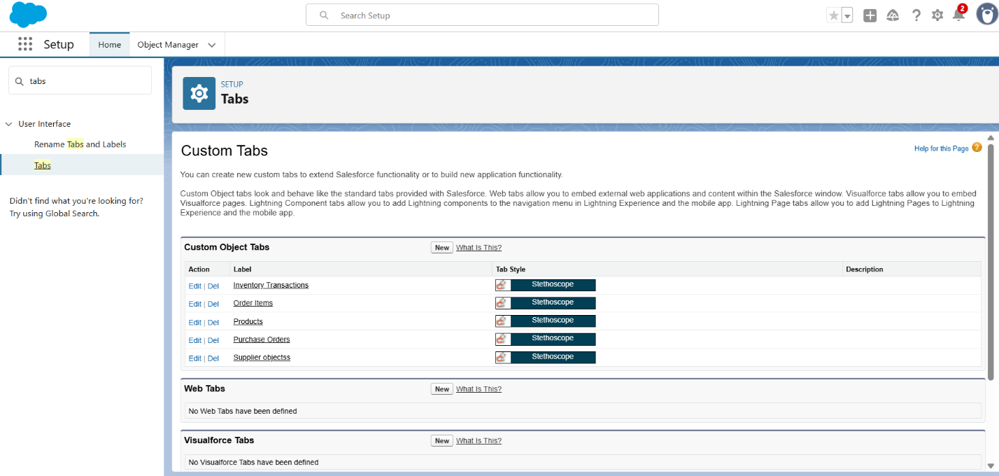 Search Setup
2
Setup
Home
Object Manager
tabs
User Interface
Rename Tabs and Labels
Tabs
Didn't find what you're looking for?
Try using Global Search.
SETUP
Tabs
Custom Tabs
Help for this Page ?
You can create new custom tabs to extend Salesforce functionality or to build new application functionality.
Custom Object tabs look and behave like the standard tabs provided with Salesforce. Web tabs allow you to embed external web applications and content within the Salesforce window. Visualforce tabs allow you to embed
Visualforce pages. Lightning Component tabs allow you to add Lightning components to the navigation menu in Lightning Experience and the mobile app. Lightning Page tabs allow you to add Lightning Pages to Lightning
Experience and the mobile app.
Custom Object Tabs New What Is This?
Action Label Tab Style Description
Edit | Del Inventory Transactions Stethoscope
Edit | Del Order Items Stethoscope
Edit | Del Products Stethoscope
Edit | Del Purchase Orders Stethoscope
Edit | Del Supplier objectss Stethoscope
Web Tabs New What Is This?
No Web Tabs have been defined
Visualforce Tabs New What Is This?
No Visualforce Tabs have been defined